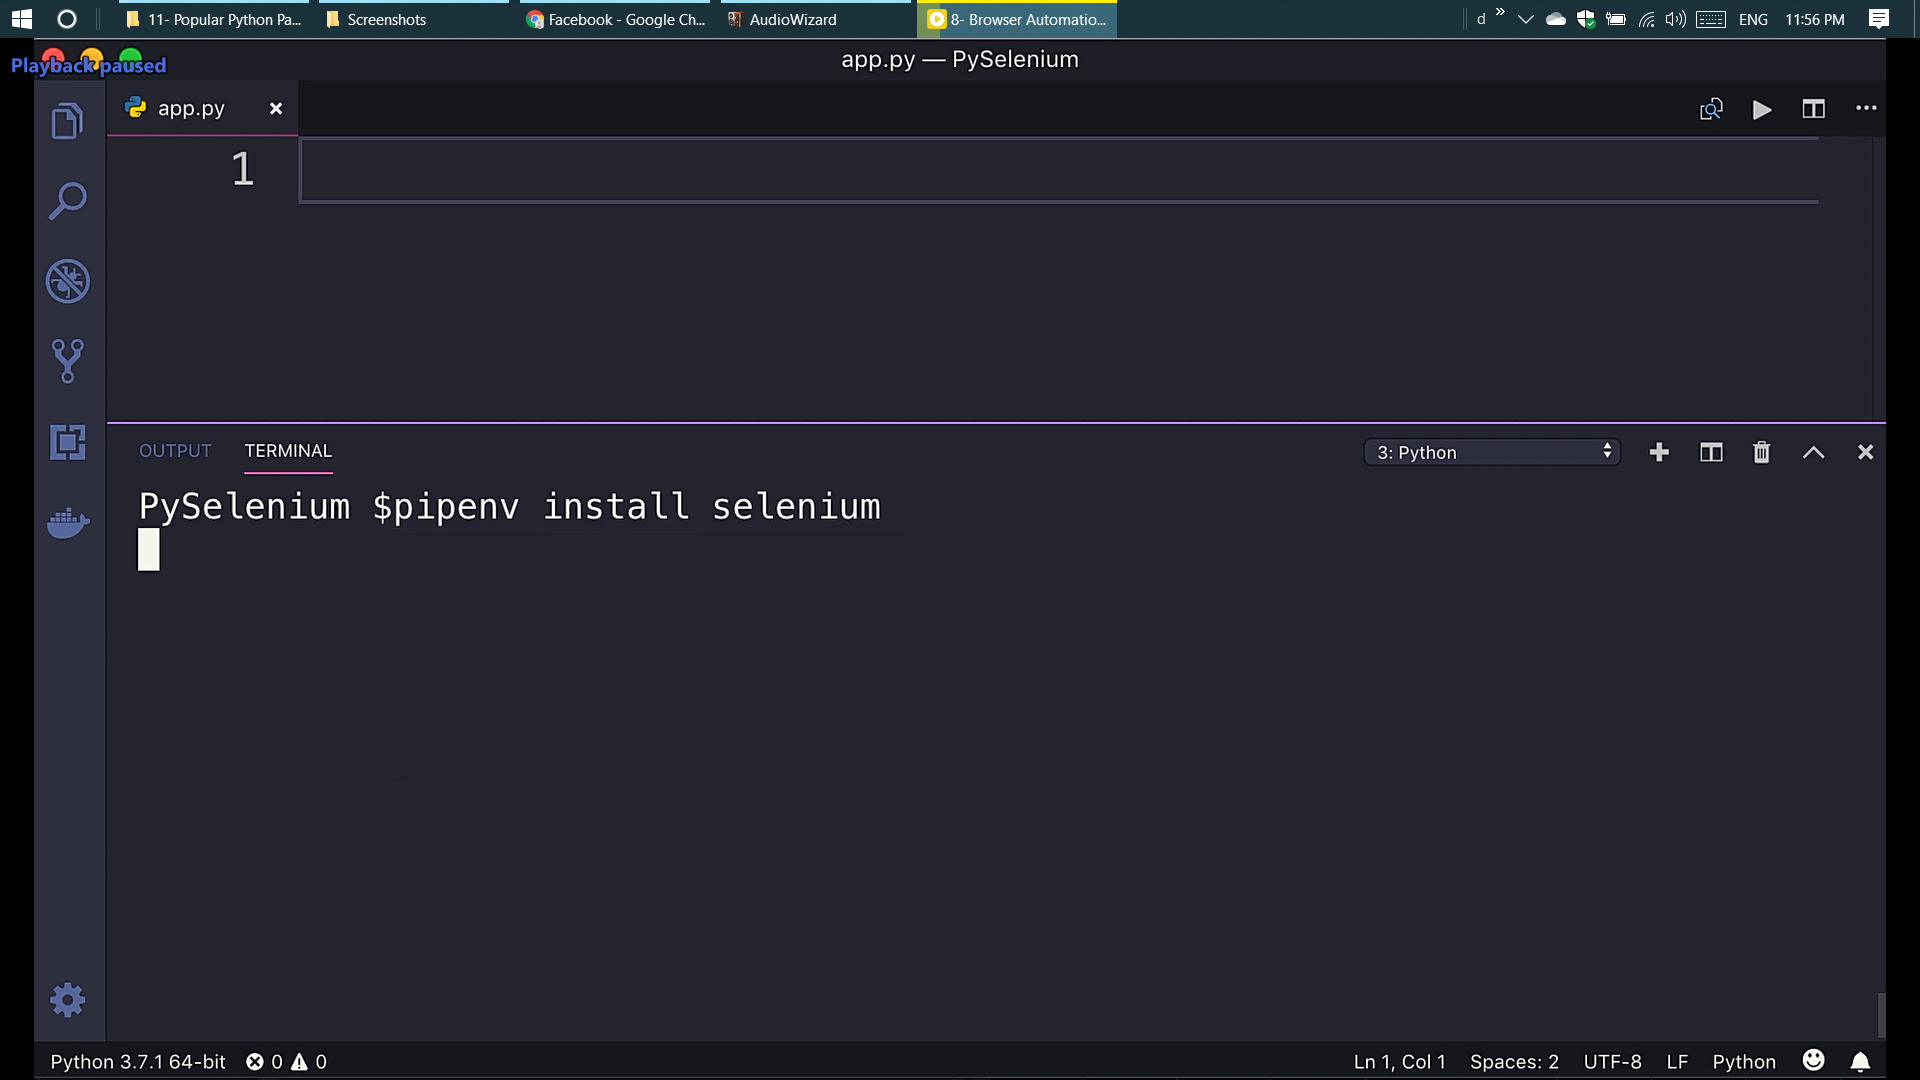 11- Popular Python Pa...
Screenshots
Facebook - Google Ch...
AudioWizard
8- Browser Automatio...
d
ENG
11:56 PM
Playback paused
app.py — PySelenium
app.py
1
OUTPUT
TERMINAL
3: Python
PySelenium $pipenv install selenium
Python 3.7.1 64-bit
0
0
Ln 1, Col 1
Spaces: 2
UTF-8
LF
Python